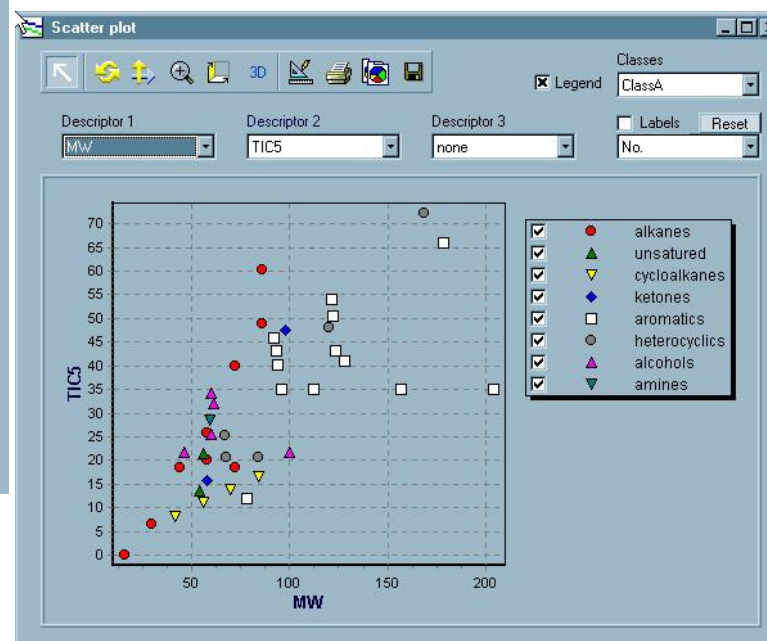 Scatter plot
3D
Legend
Classes
ClassA
Descriptor 1
Descriptor 2
Descriptor 3
Labels
Reset
MW
TIC5
none
No.
70
65
60
55
50
45
40
35
30
25
20
15
10
5
0
TIC5
50
100
150
200
MW
alkanes
unsatured
cycloalkanes
ketones
aromatics
heterocyclics
alcohols
amines